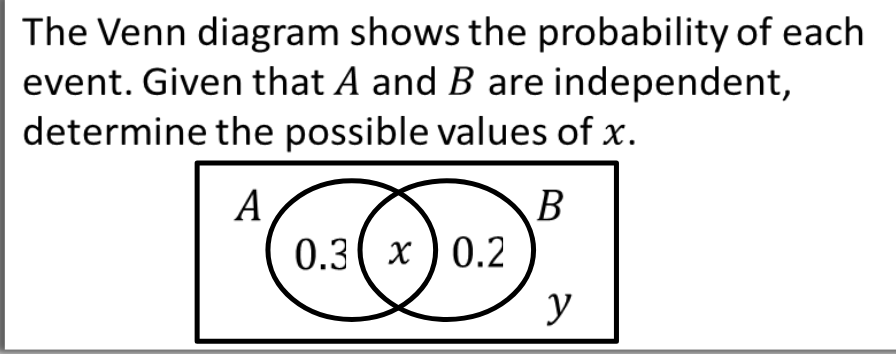 The Venn diagram shows the probability of each
event. Given that A and B are independent,
determine the possible values of x.
A B
0.3 x 0.2
y